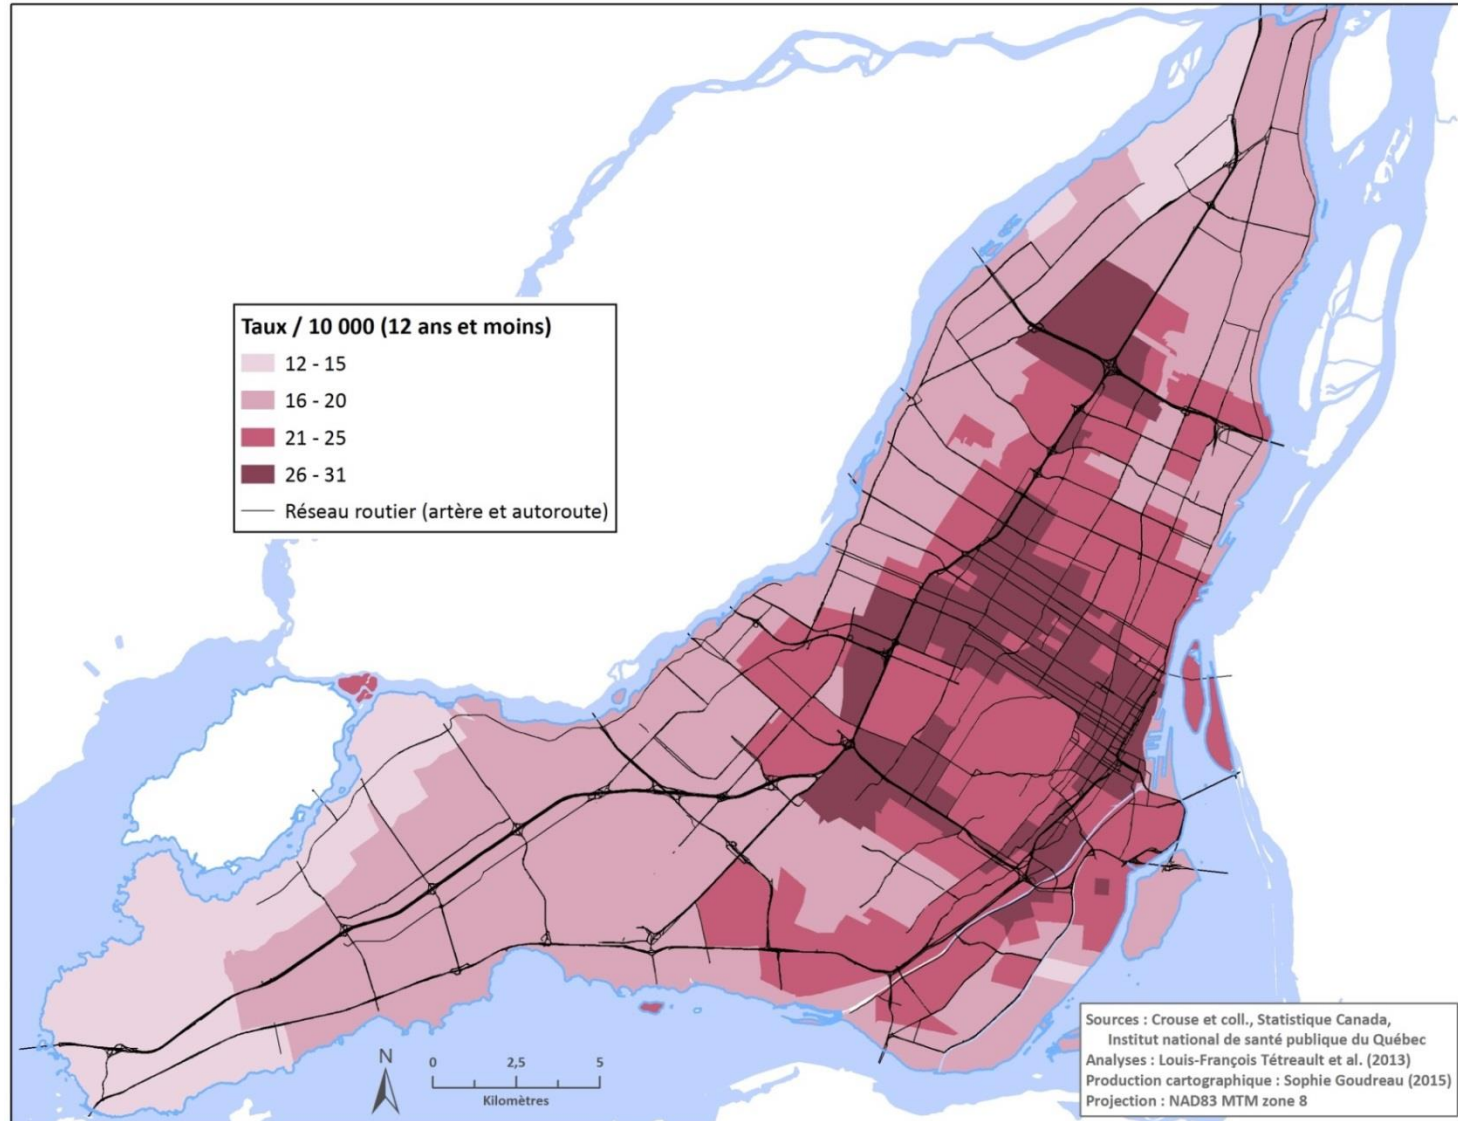 Taux / 10 000 (12 ans et moins)
12 - 15
16 - 20
21 - 25
26 - 31
Réseau routier (artère et autoroute)
N
0 2,5 5
Kilomètres
Sources : Crouse et coll., Statistique Canada,
Institut national de santé publique du Québec
Analyses : Louis-François Tétreault et al. (2013)
Production cartographique : Sophie Goudreau (2015)
Projection : NAD83 MTM zone 8